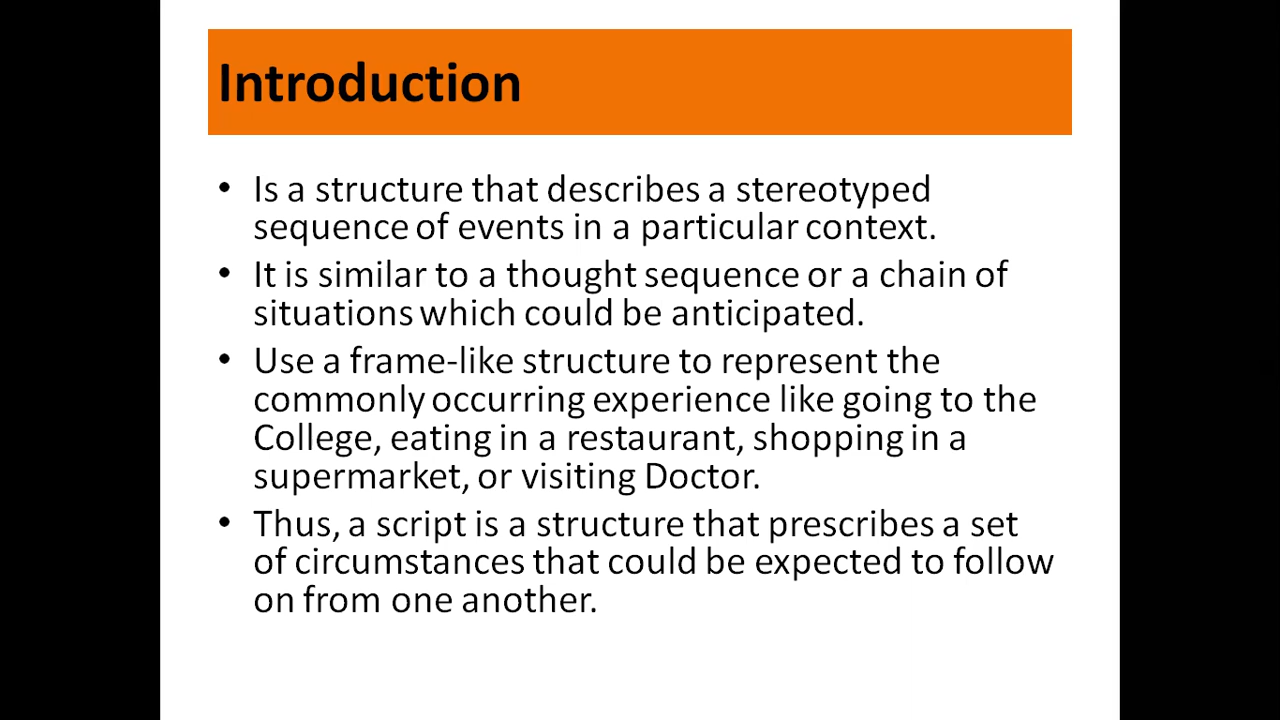 Introduction
• Is a structure that describes a stereotyped
sequence of events in a particular context.
• It is similar to a thought sequence or a chain of
situations which could be anticipated.
• Use a frame-like structure to represent the
commonly occurring experience like going to the
College, eating in a restaurant, shopping in a
supermarket, or visiting Doctor.
• Thus, a script is a structure that prescribes a set
of circumstances that could be expected to follow
on from one another.